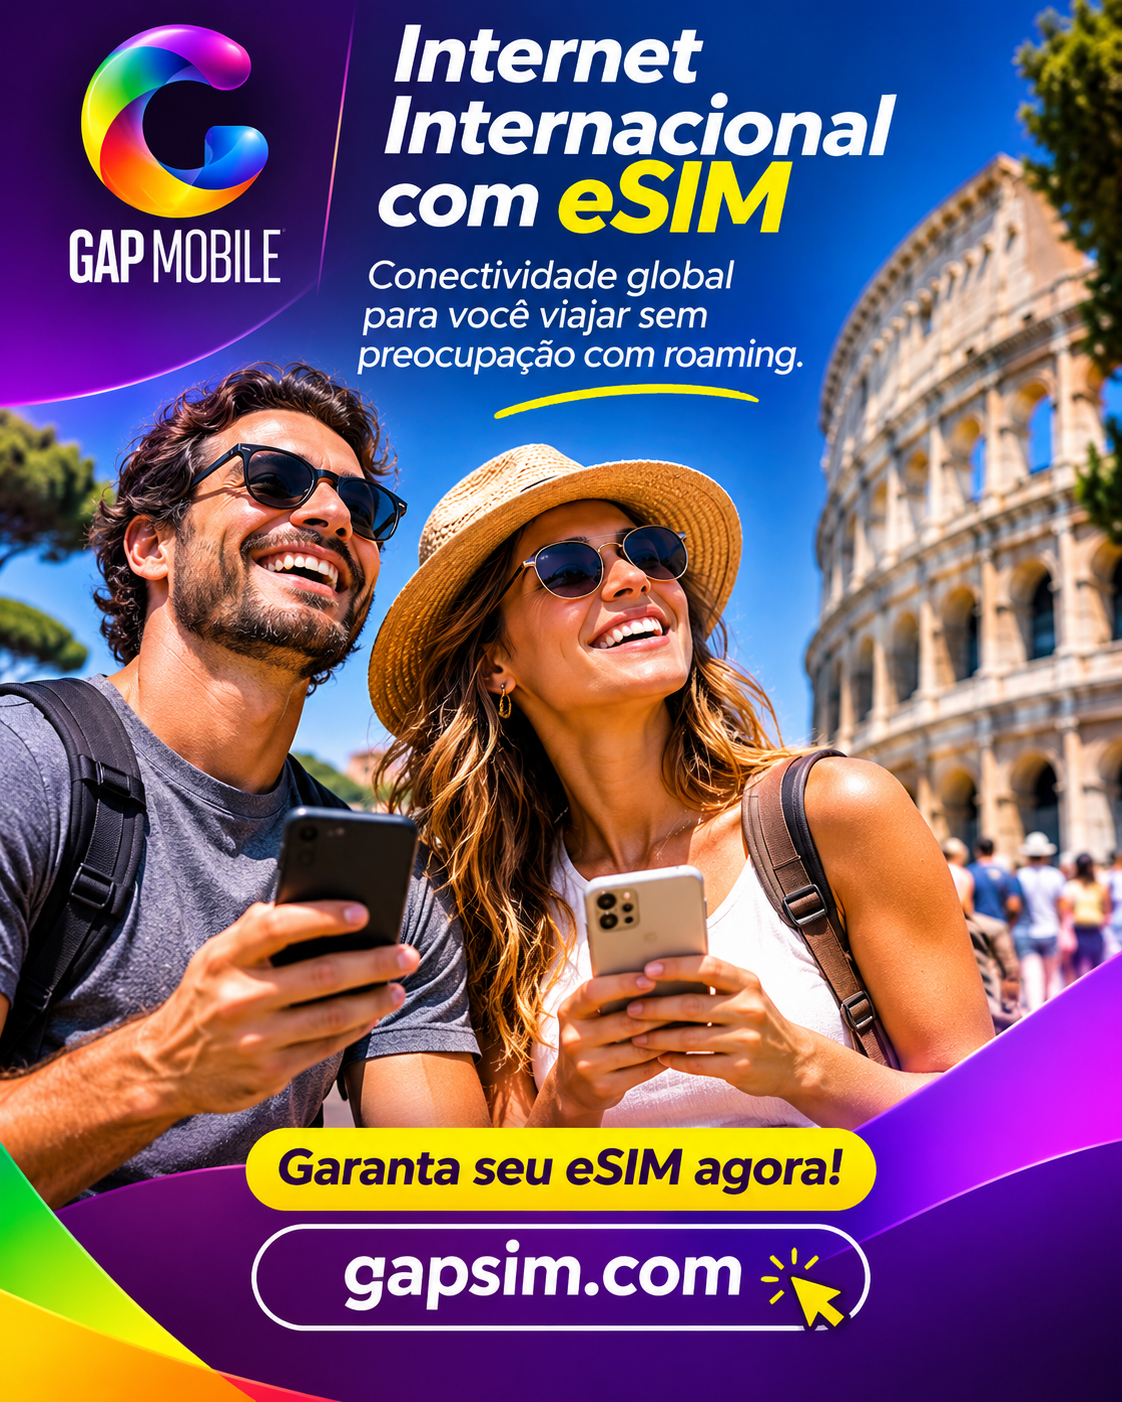 GAP MOBILE
Internet
Internacional
com eSIM
Conectividade global
para você viajar sem
preocupação com roaming.
Garanta seu eSIM agora!
gapsim.com